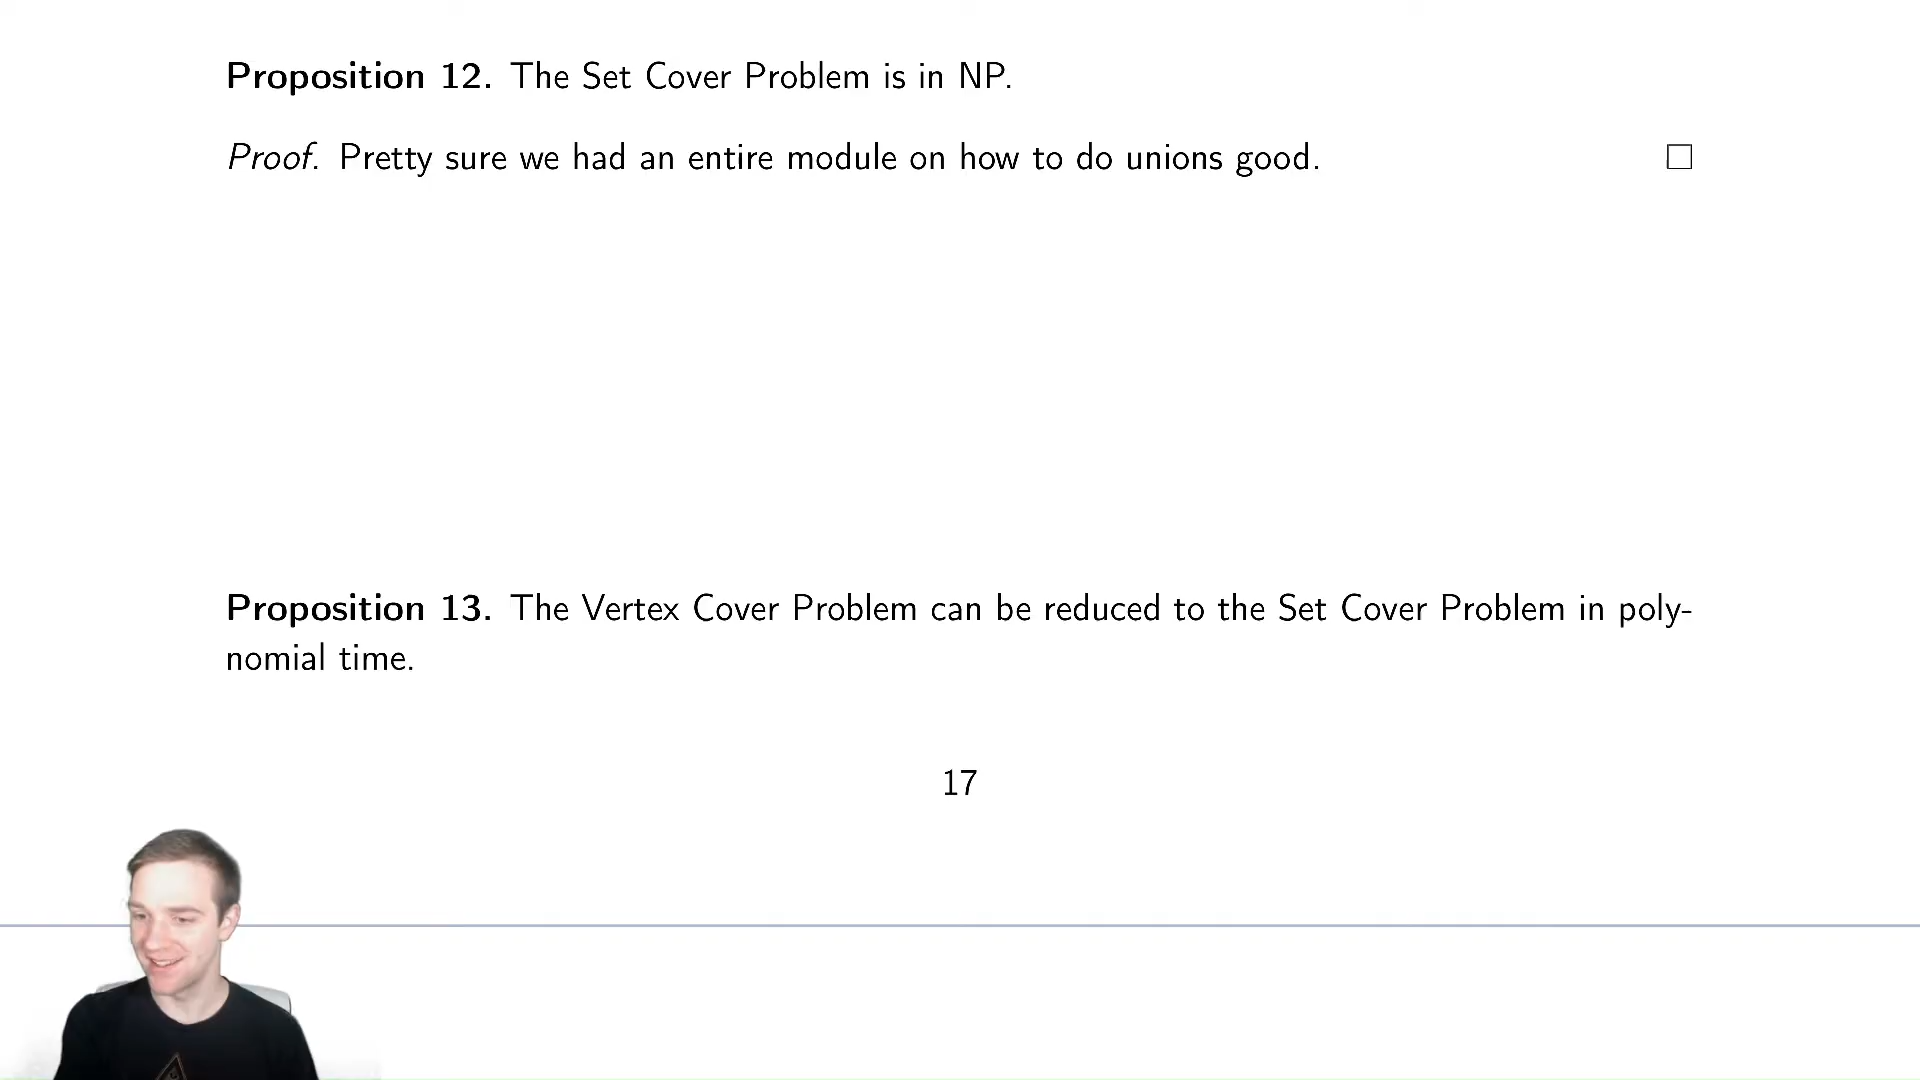 Proposition 12. The Set Cover Problem is in NP.
Proof. Pretty sure we had an entire module on how to do unions good. □
Proposition 13. The Vertex Cover Problem can be reduced to the Set Cover Problem in poly-
nomial time.
17